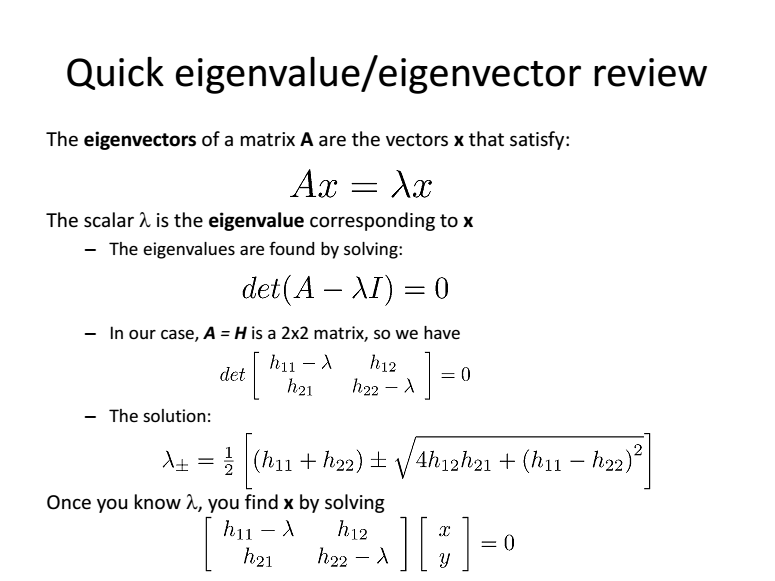 Quick eigenvalue/eigenvector review
The eigenvectors of a matrix A are the vectors x that satisfy:
Ax = λx
The scalar λ is the eigenvalue corresponding to x
– The eigenvalues are found by solving:
det(A − λI) = 0
– In our case, A = H is a 2x2 matrix, so we have
det [ h11 − λ h12
h21 h22 − λ ] = 0
– The solution:
λ± = 1/2 [ (h11 + h22) ± √(4h12h21 + (h11 − h22)²) ]
Once you know λ, you find x by solving
[ h11 − λ h12
h21 h22 − λ ] [ x
y ] = 0